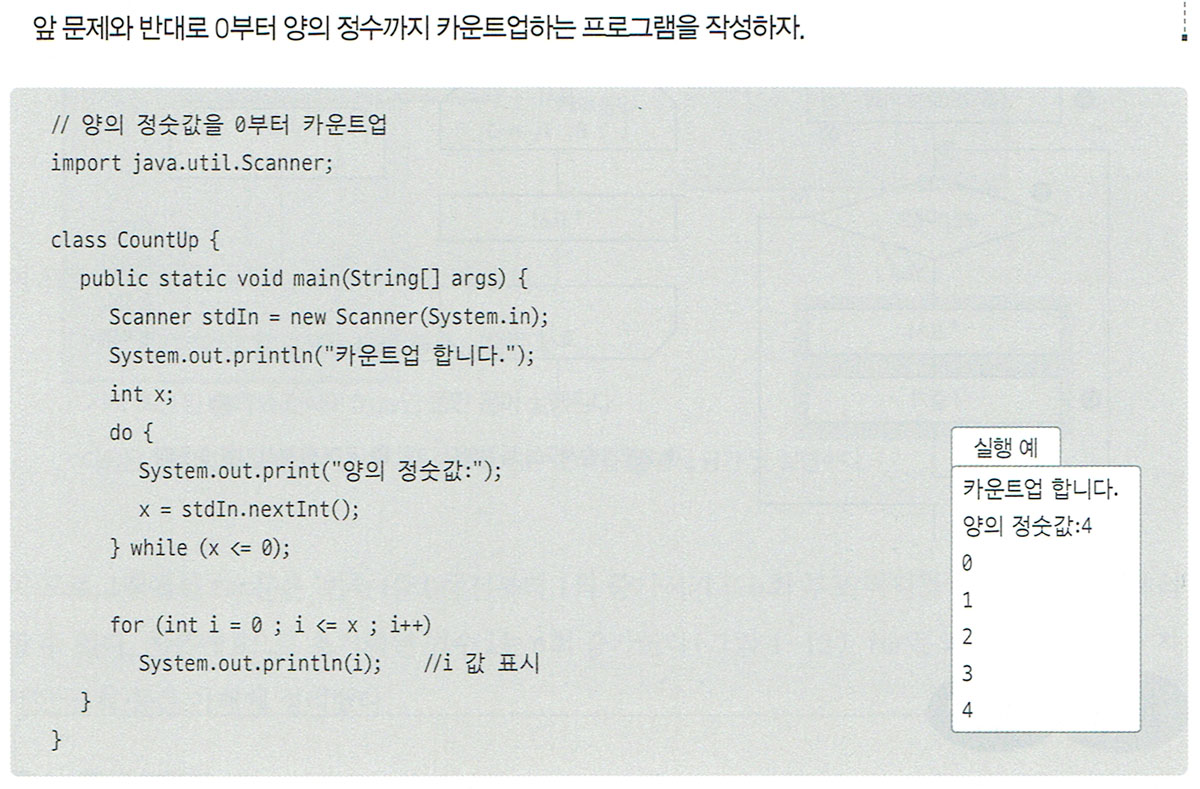 앞 문제와 반대로 0부터 양의 정수까지 카운트업하는 프로그램을 작성하자.
// 양의 정숫값을 0부터 카운트업
import java.util.Scanner;
class CountUp {
public static void main(String[] args) {
Scanner stdIn = new Scanner(System.in);
System.out.println("카운트업 합니다.");
int x;
do {
System.out.print("양의 정숫값:");
x = stdIn.nextInt();
} while (x <= 0);
for (int i = 0 ; i <= x ; i++)
System.out.println(i); //i 값 표시
}
}
실행 예
카운트업 합니다.
양의 정숫값:4
0
1
2
3
4